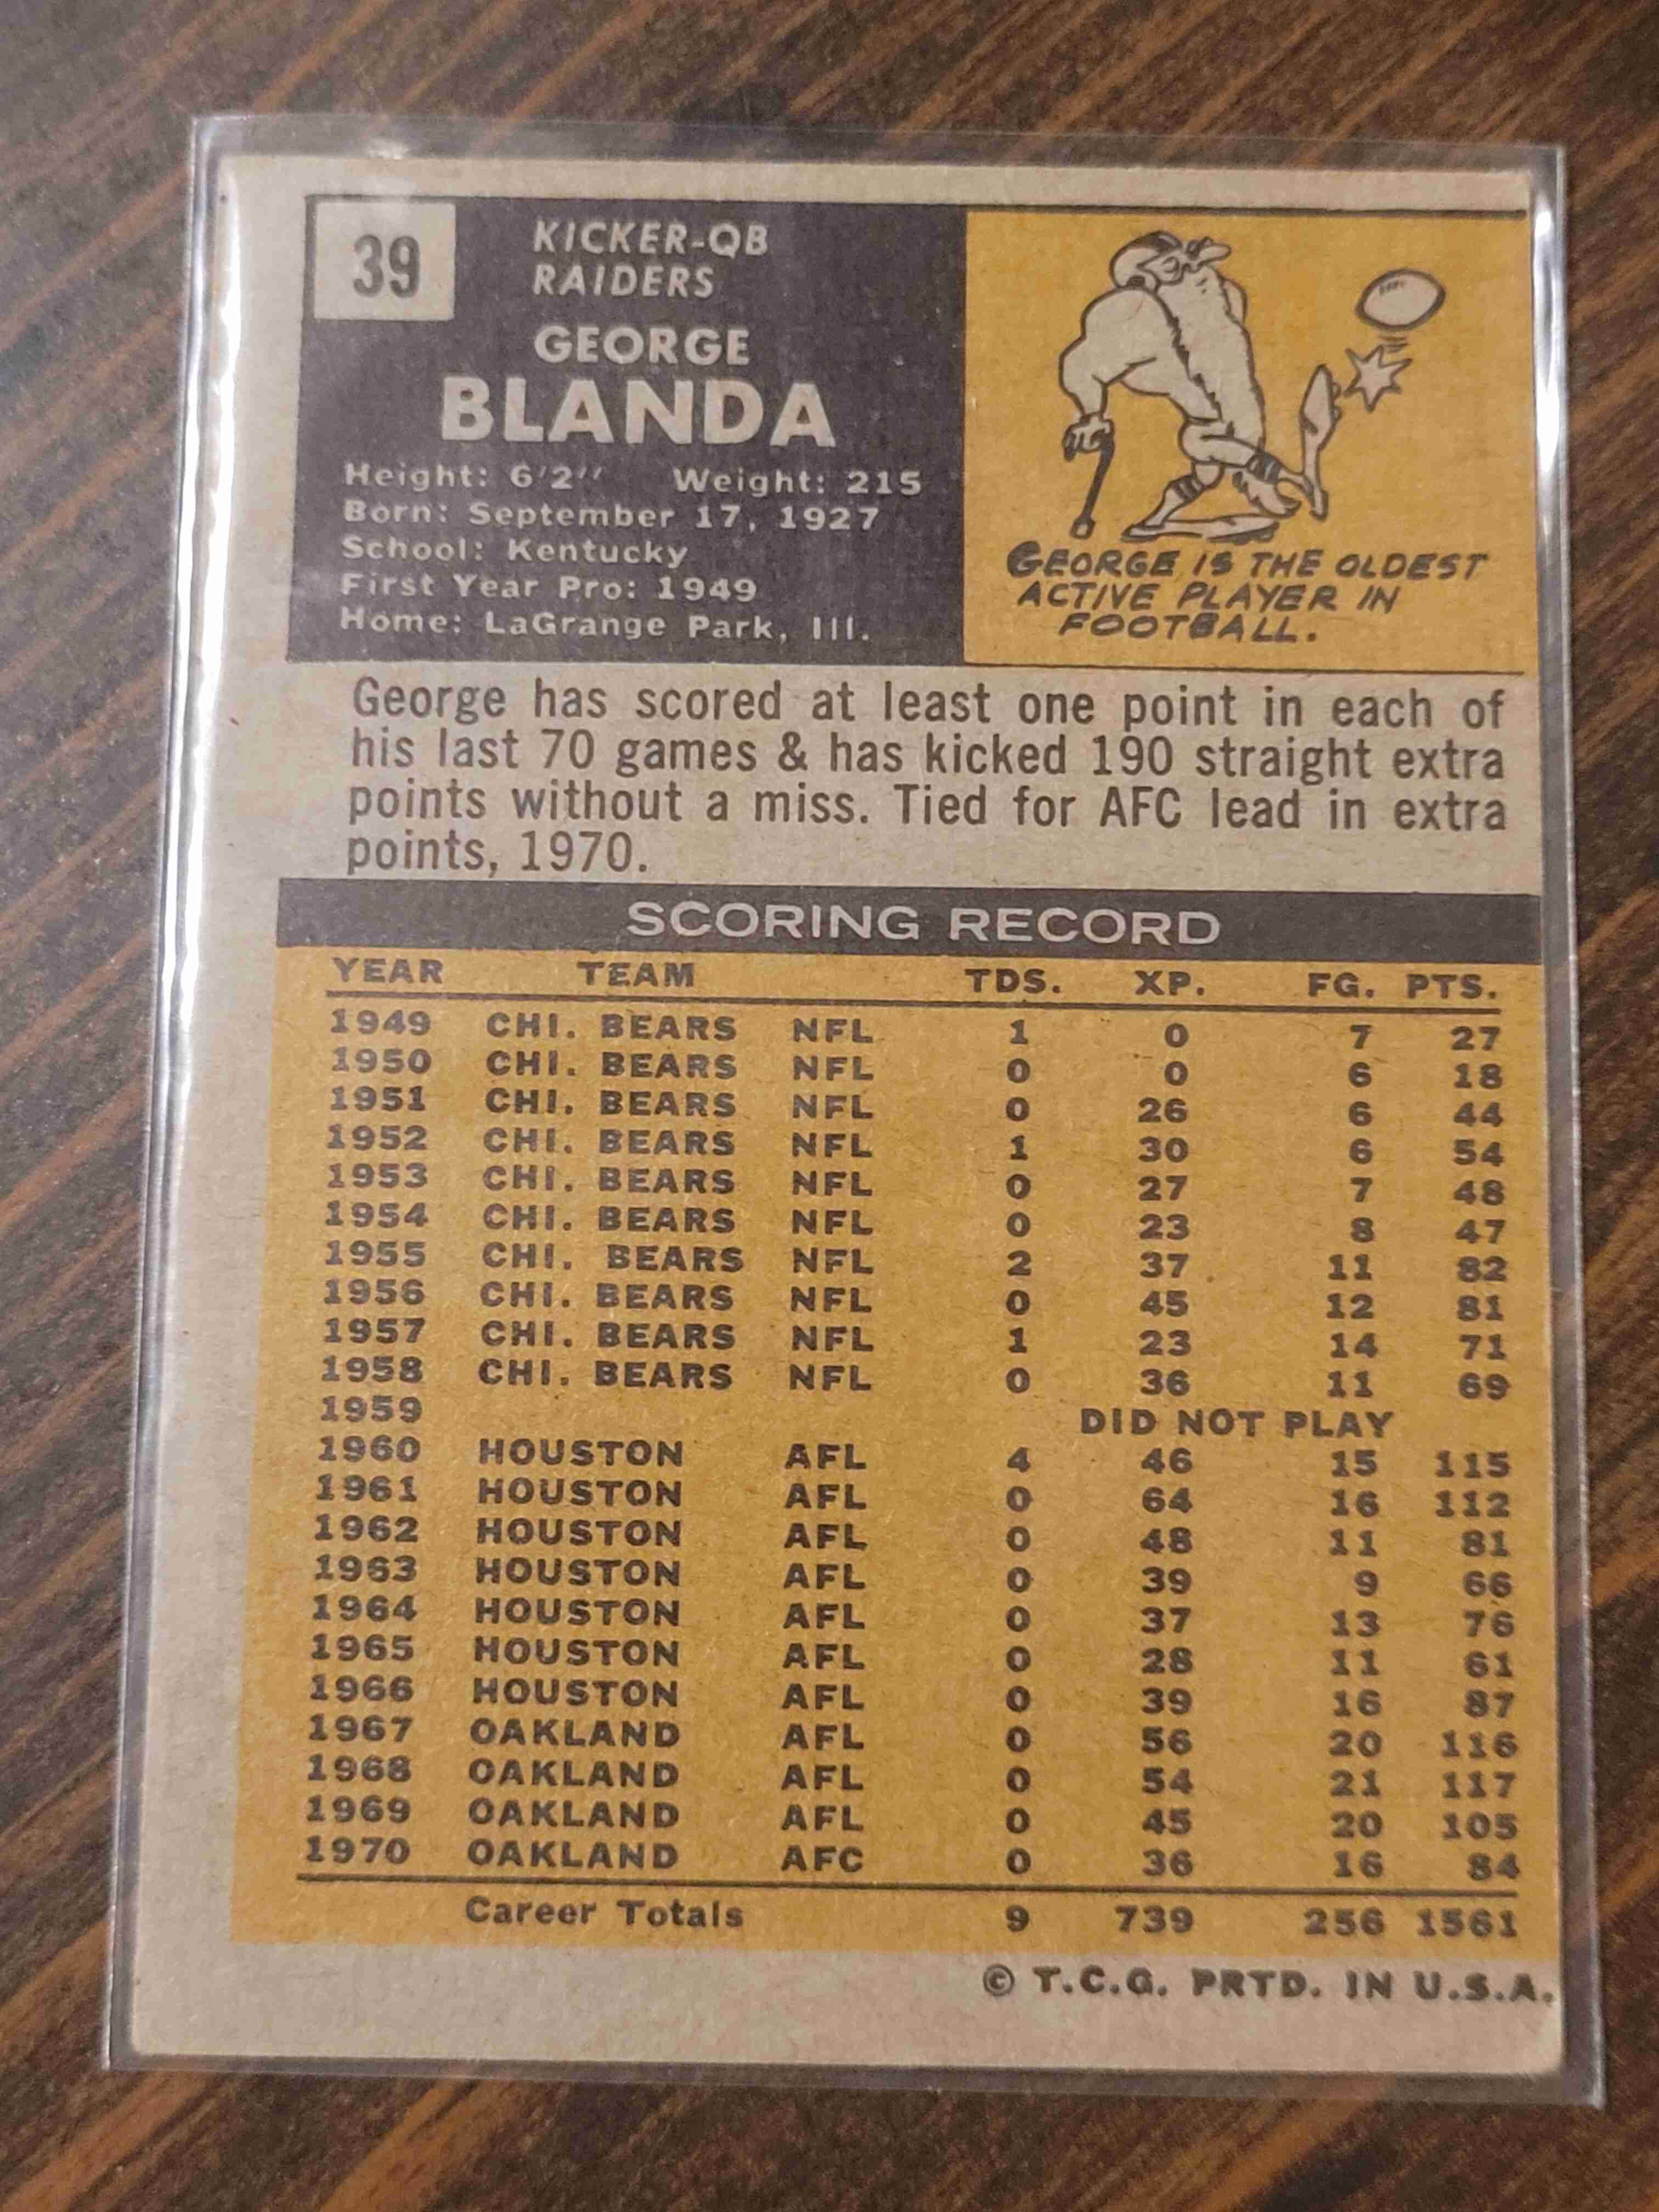 39
KICKER-QB
RAIDERS
GEORGE
BLANDA
Height: 6'2'' Weight: 215
Born: September 17, 1927
School: Kentucky
First Year Pro: 1949
Home: LaGrange Park, Ill.
GEORGE IS THE OLDEST
ACTIVE PLAYER IN
FOOTBALL.
George has scored at least one point in each of
his last 70 games & has kicked 190 straight extra
points without a miss. Tied for AFC lead in extra
points, 1970.
SCORING RECORD
YEAR TEAM TDS. XP. FG. PTS.
1949 CHI. BEARS NFL 1 0 7 27
1950 CHI. BEARS NFL 0 0 6 18
1951 CHI. BEARS NFL 0 26 6 44
1952 CHI. BEARS NFL 1 30 6 54
1953 CHI. BEARS NFL 0 27 7 48
1954 CHI. BEARS NFL 0 23 8 47
1955 CHI. BEARS NFL 2 37 11 82
1956 CHI. BEARS NFL 0 45 12 81
1957 CHI. BEARS NFL 1 23 14 71
1958 CHI. BEARS NFL 0 36 11 69
1959 DID NOT PLAY
1960 HOUSTON AFL 4 46 15 115
1961 HOUSTON AFL 0 64 16 112
1962 HOUSTON AFL 0 48 11 81
1963 HOUSTON AFL 0 39 9 66
1964 HOUSTON AFL 0 37 13 76
1965 HOUSTON AFL 0 28 11 61
1966 HOUSTON AFL 0 39 16 87
1967 OAKLAND AFL 0 56 20 116
1968 OAKLAND AFL 0 54 21 117
1969 OAKLAND AFL 0 45 20 105
1970 OAKLAND AFC 0 36 16 84
Career Totals 9 739 256 1561
© T.C.G. PRTD. IN U.S.A.